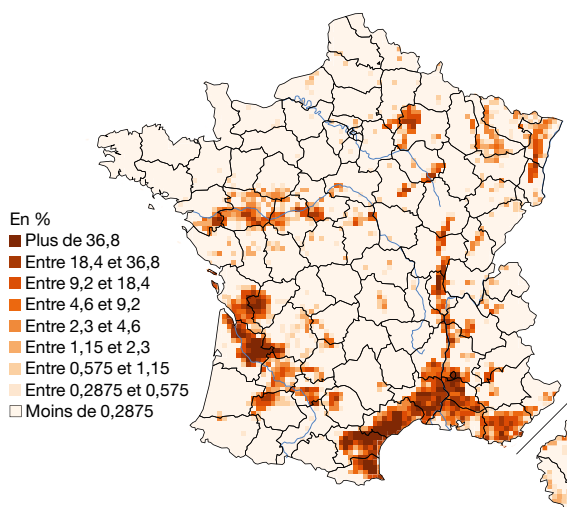 En %
Plus de 36,8
Entre 18,4 et 36,8
Entre 9,2 et 18,4
Entre 4,6 et 9,2
Entre 2,3 et 4,6
Entre 1,15 et 2,3
Entre 0,575 et 1,15
Entre 0,2875 et 0,575
Moins de 0,2875